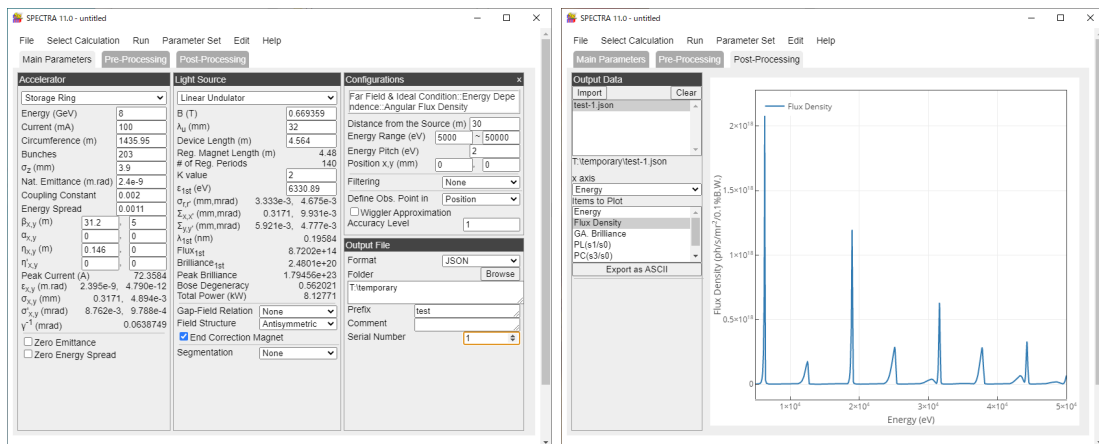 SPECTRA 11.0 - untitled
File Select Calculation Run Parameter Set Edit Help
Main Parameters Pre-Processing Post-Processing
Accelerator
Storage Ring
Energy (GeV) 8
Current (mA) 100
Circumference (m) 1435.95
Bunches 203
σz (mm) 3.9
Nat. Emittance (m.rad) 2.4e-9
Coupling Constant 0.002
Energy Spread 0.0011
βx,y (m) 31.2 , 5
αx,y 0 , 0
ηx,y (m) 0.146 , 0
η'x,y 0 , 0
Peak Current (A) 72.3584
εx,y (m.rad) 2.395e-9, 4.790e-12
σx,y (mm) 0.3171, 4.894e-3
σ'x,y (mrad) 8.762e-3, 9.788e-4
γ-1 (mrad) 0.0638749
Zero Emittance
Zero Energy Spread
Light Source
Linear Undulator
B (T) 0.669359
λu (mm) 32
Device Length (m) 4.564
Reg. Magnet Length (m) 4.48
# of Reg. Periods 140
K value 2
ε1st (eV) 6330.89
σr,r' (mm,mrad) 3.333e-3, 4.675e-3
Σx,x' (mm,mrad) 0.3171, 9.931e-3
Σy,y' (mm,mrad) 5.921e-3, 4.777e-3
λ1st (nm) 0.19584
Flux1st 8.7202e+14
Brilliance1st 2.4801e+20
Peak Brilliance 1.79456e+23
Bose Degeneracy 0.562021
Total Power (kW) 8.12771
Gap-Field Relation None
Field Structure Antisymmetric
End Correction Magnet
Segmentation None
Configurations ×
Far Field & Ideal Condition::Energy Depe
ndence::Angular Flux Density
Distance from the Source (m) 30
Energy Range (eV) 5000 ~ 50000
Energy Pitch (eV) 2
Position x,y (mm) 0 , 0
Filtering None
Define Obs. Point in Position
Wiggler Approximation
Accuracy Level 1
Output File
Format JSON
Folder Browse
T:\temporary
Prefix test
Comment
Serial Number 1
SPECTRA 11.0 - untitled
File Select Calculation Run Parameter Set Edit Help
Main Parameters Pre-Processing Post-Processing
Output Data
Import Clear
test-1.json
T:\temporary\test-1.json
x axis
Energy
Items to Plot
Energy
Flux Density
GA. Brilliance
PL(s1/s0)
PC(s3/s0)
Export as ASCII
Flux Density
Flux Density (ph/s/mr²/0.1%B.W.)
2×10¹⁸
1.5×10¹⁸
1×10¹⁸
0.5×10¹⁸
0
1×10⁴ 2×10⁴ 3×10⁴ 4×10⁴ 5×10⁴
Energy (eV)